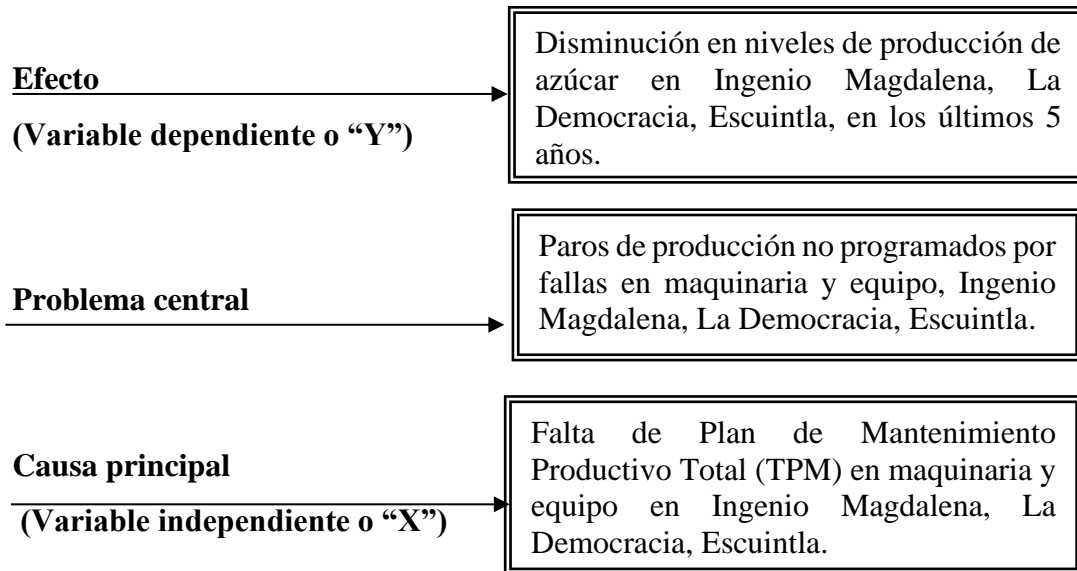 Efecto
(Variable dependiente o “Y”)
Disminución en niveles de producción de
azúcar en Ingenio Magdalena, La
Democracia, Escuintla, en los últimos 5
años.
Problema central
Paros de producción no programados por
fallas en maquinaria y equipo, Ingenio
Magdalena, La Democracia, Escuintla.
Causa principal
(Variable independiente o “X”)
Falta de Plan de Mantenimiento
Productivo Total (TPM) en maquinaria y
equipo en Ingenio Magdalena, La
Democracia, Escuintla.